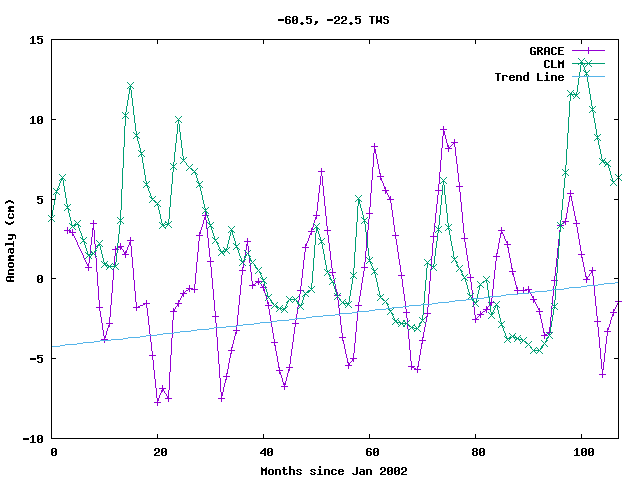 -60.5, -22.5 TWS
GRACE
CLM
Trend Line
15
10
5
0
-5
-10
Anomaly (cm)
0 20 40 60 80 100
Months since Jan 2002